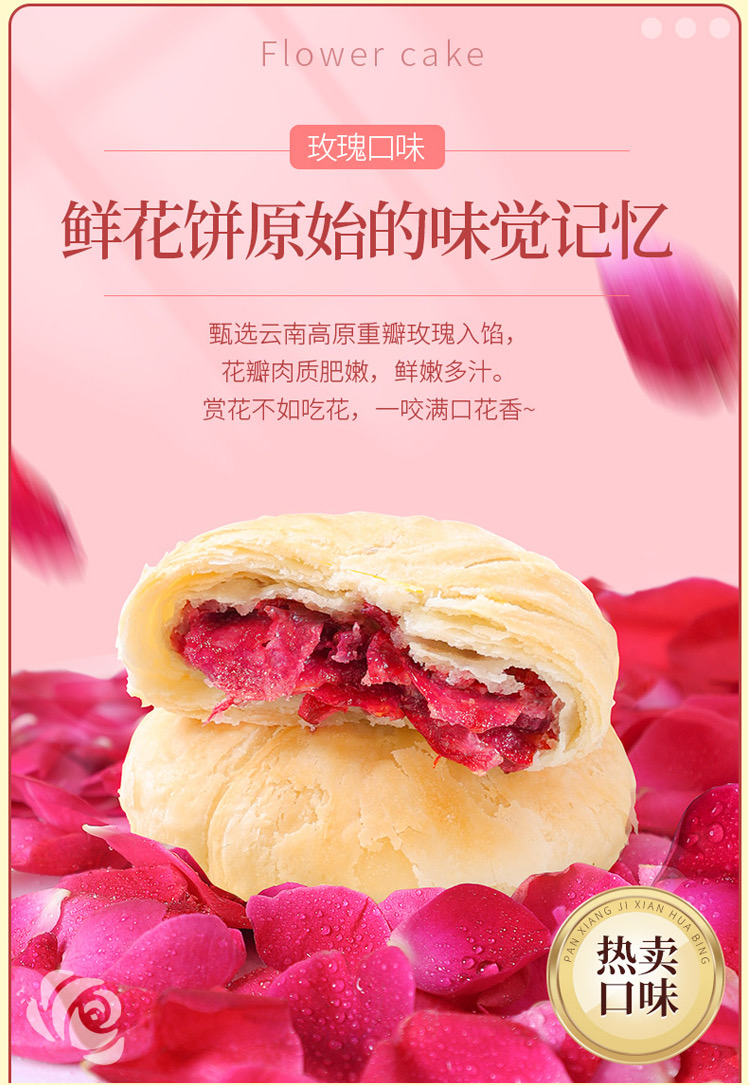 Flower cake
玫瑰口味
鲜花饼原始的味觉记忆
甄选云南高原重瓣玫瑰入馅，
花瓣肉质肥嫩，鲜嫩多汁。
赏花不如吃花，一咬满口花香~
PAN XIANG JI XIAN HUA BING
热卖
口味